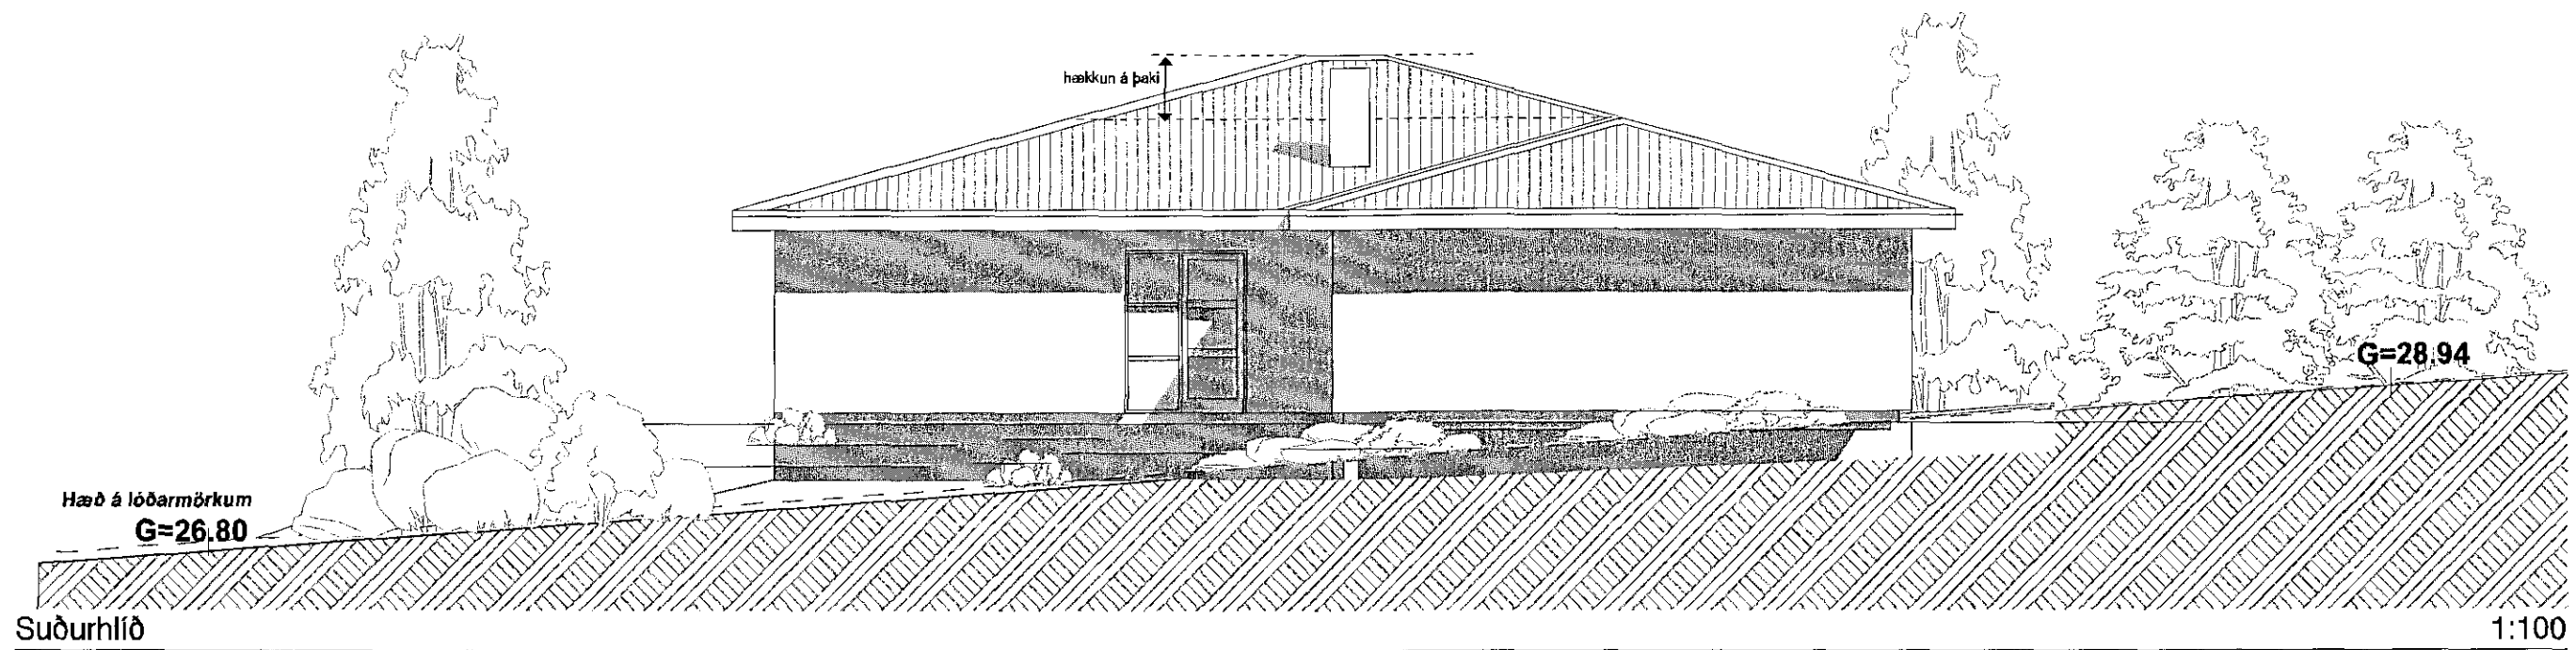 hækkun á þaki
G=28.94
Hæð á lóðarmörkum
G=26.80
Suðurhlíð
1:100